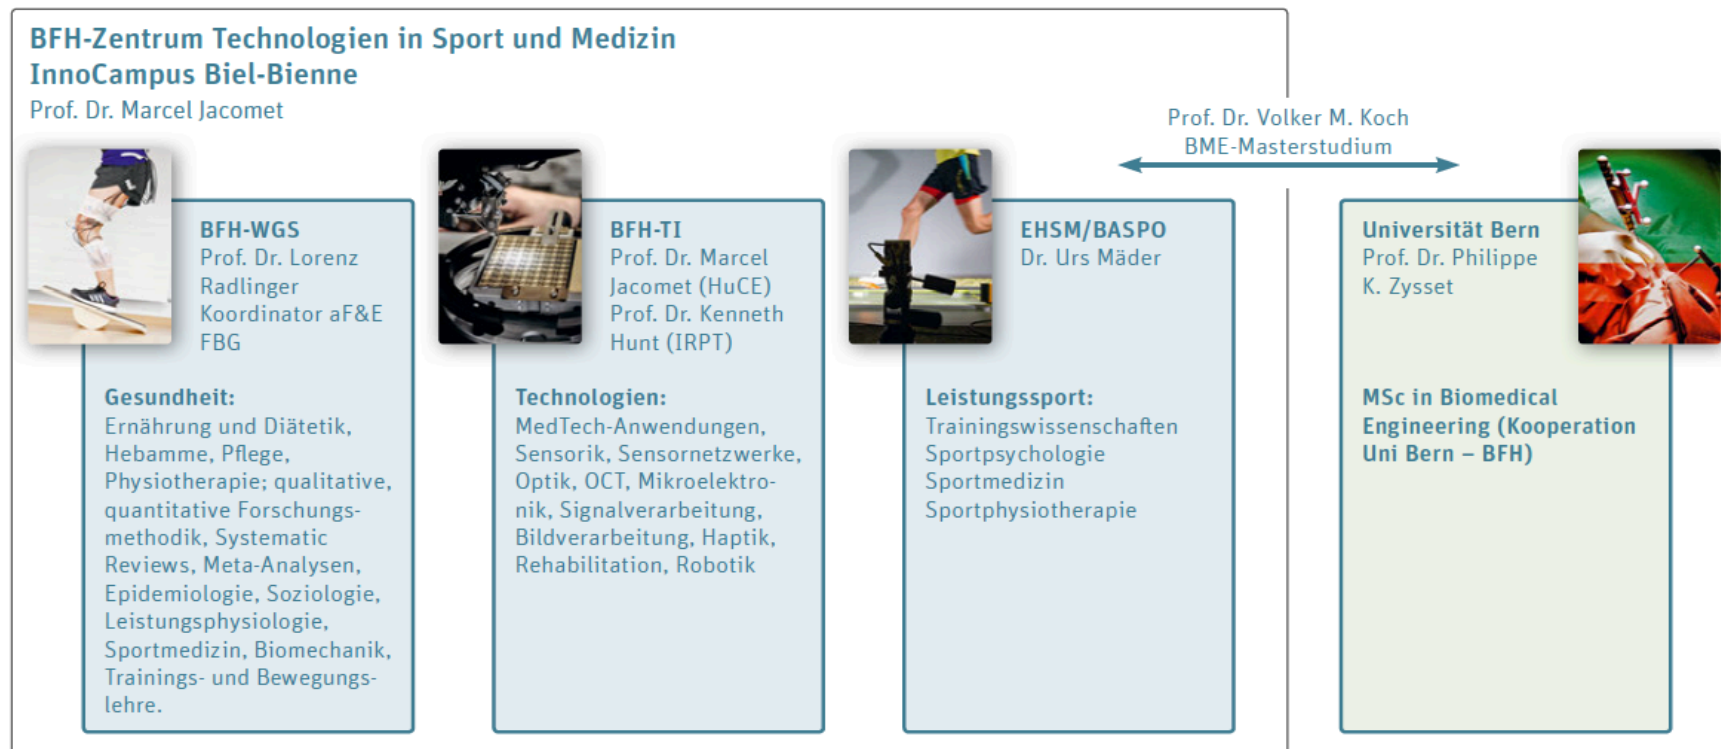 BFH-Zentrum Technologien in Sport und Medizin
InnoCampus Biel-Bienne
Prof. Dr. Marcel Jacomet
Prof. Dr. Volker M. Koch
BME-Masterstudium
BFH-WGS
Prof. Dr. Lorenz
Radlinger
Koordinator aF&E
FBG
Gesundheit:
Ernährung und Diätetik,
Hebamme, Pflege,
Physiotherapie; qualitative,
quantitative Forschungs-
methodik, Systematic
Reviews, Meta-Analysen,
Epidemiologie, Soziologie,
Leistungsphysiologie,
Sportmedizin, Biomechanik,
Trainings- und Bewegungs-
lehre.
BFH-TI
Prof. Dr. Marcel
Jacomet (HuCE)
Prof. Dr. Kenneth
Hunt (IRPT)
Technologien:
MedTech-Anwendungen,
Sensorik, Sensornetzwerke,
Optik, OCT, Mikroelektro-
nik, Signalverarbeitung,
Bildverarbeitung, Haptik,
Rehabilitation, Robotik
EHSM/BASPO
Dr. Urs Mäder
Leistungssport:
Trainingswissenschaften
Sportpsychologie
Sportmedizin
Sportphysiotherapie
Universität Bern
Prof. Dr. Philippe
K. Zysset
MSc in Biomedical
Engineering (Kooperation
Uni Bern – BFH)